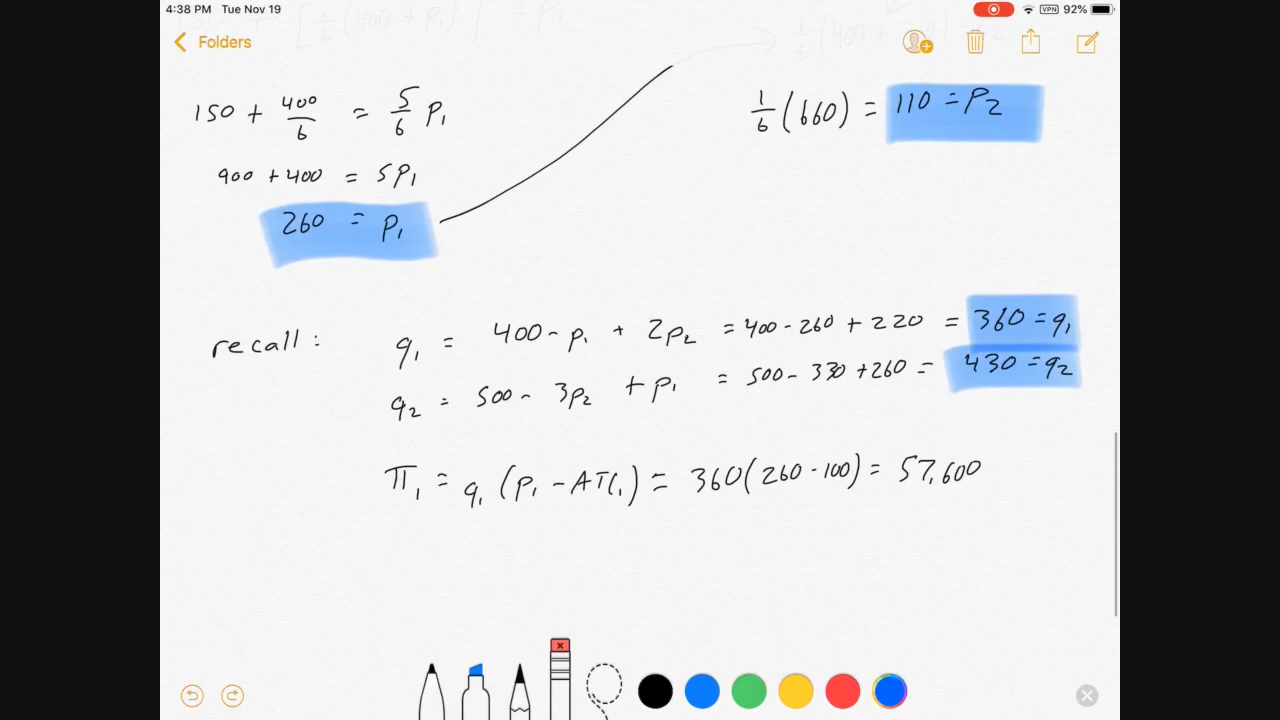 4:38 PM Tue Nov 19
VPN 92%
Folders
150 + 400/6 = 5/6 P₁
900 + 400 = 5P₁
260 = P₁
1/6 (660) = 110 = P₂
recall :
q₁ = 400 - p₁ + 2p₂ = 400 - 260 + 220 = 360 = q₁
q₂ = 500 - 3p₂ + p₁ = 500 - 330 + 260 = 430 = q₂
π₁ = q₁ (p₁ - ATC₁) = 360(260 - 100) = 57,600